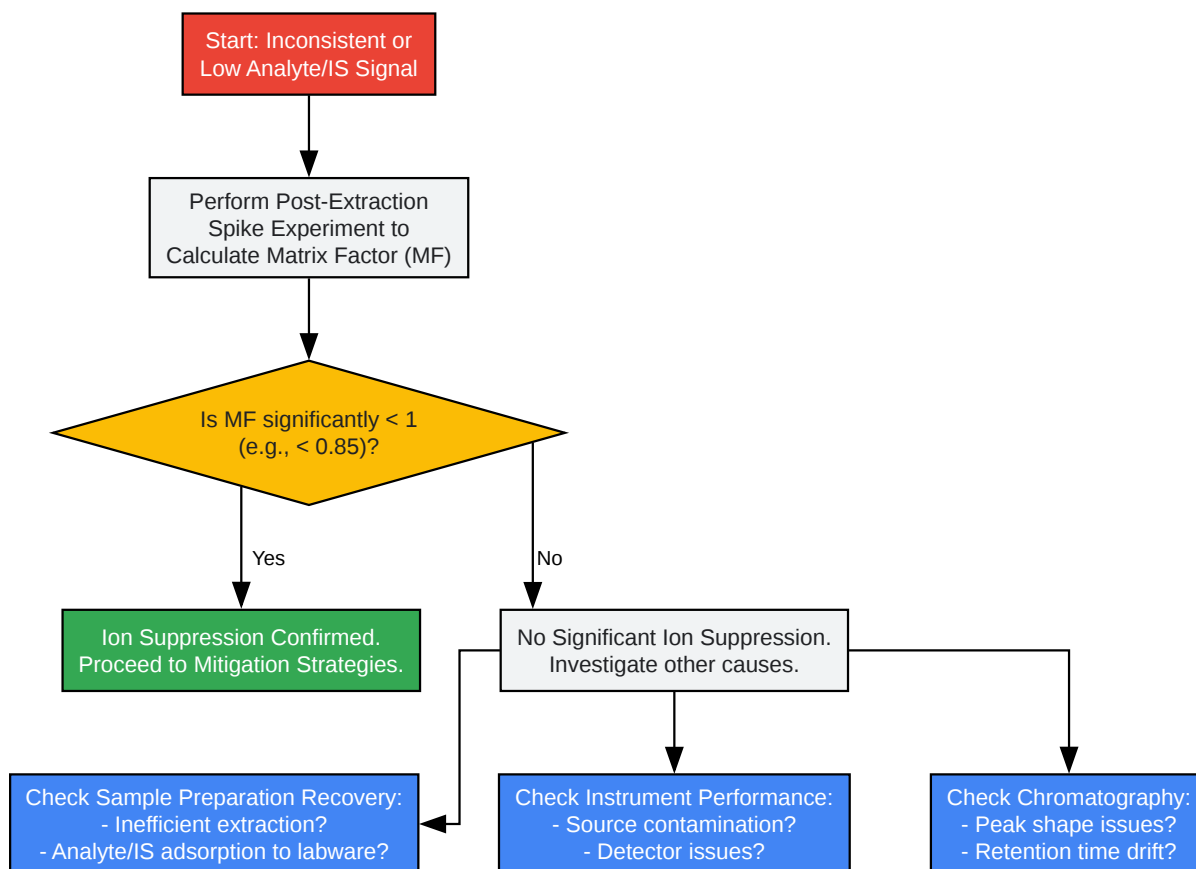 Start: Inconsistent or
Low Analyte/IS Signal
Perform Post-Extraction
Spike Experiment to
Calculate Matrix Factor (MF)
Is MF significantly < 1
(e.g., < 0.85)?
Yes
No
Ion Suppression Confirmed.
Proceed to Mitigation Strategies.
No Significant Ion Suppression.
Investigate other causes.
Check Sample Preparation Recovery:
- Inefficient extraction?
- Analyte/IS adsorption to labware?
Check Instrument Performance:
- Source contamination?
- Detector issues?
Check Chromatography:
- Peak shape issues?
- Retention time drift?